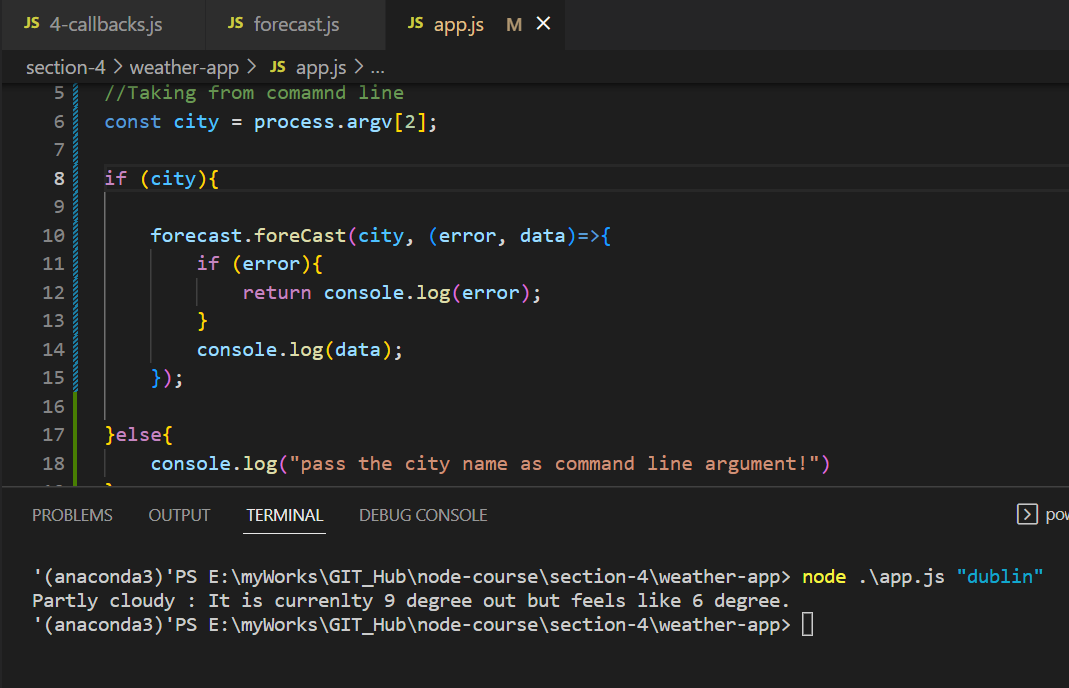 JS 4-callbacks.js JS forecast.js JS app.js M ×
section-4 > weather-app > JS app.js > ...
5 //Taking from comamnd line
6 const city = process.argv[2];
7
8 if (city){
9
10 forecast.foreCast(city, (error, data)=>{
11 if (error){
12 return console.log(error);
13 }
14 console.log(data);
15 });
16
17 }else{
18 console.log("pass the city name as command line argument!")
PROBLEMS OUTPUT TERMINAL DEBUG CONSOLE pow
'(anaconda3)'PS E:\myWorks\GIT_Hub\node-course\section-4\weather-app> node .\app.js "dublin"
Partly cloudy : It is currenlty 9 degree out but feels like 6 degree.
'(anaconda3)'PS E:\myWorks\GIT_Hub\node-course\section-4\weather-app>